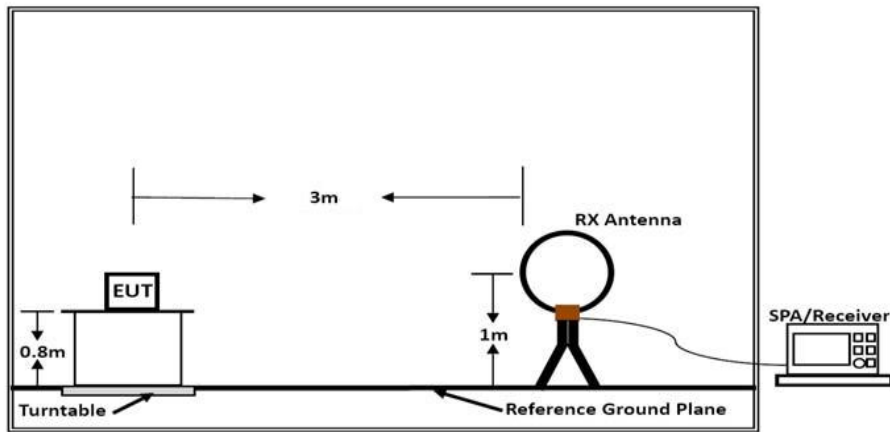 3m
RX Antenna
EUT
SPA/Receiver
1m
0.8m
Turntable
Reference Ground Plane